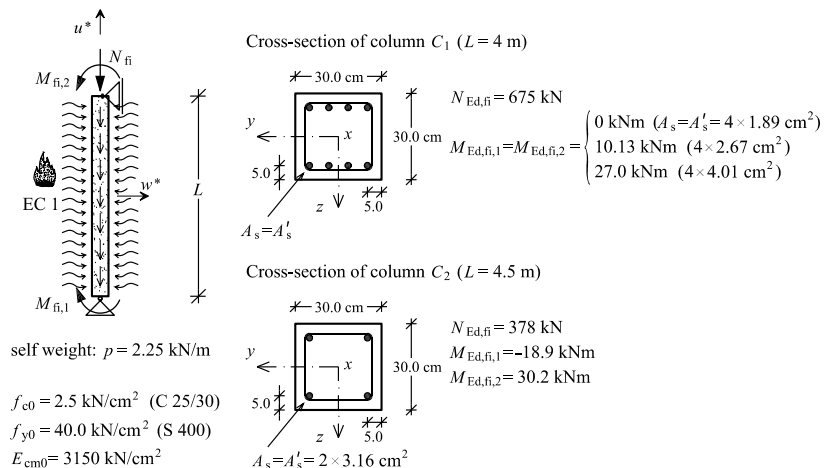 u*
N_fi
M_fi,2
EC 1
w*
L
M_fi,1
self weight: p = 2.25 kN/m
f_c0 = 2.5 kN/cm² (C 25/30)
f_y0 = 40.0 kN/cm² (S 400)
E_cm0 = 3150 kN/cm²
Cross-section of column C₁ (L = 4 m)
30.0 cm
y
x
30.0 cm
5.0
z
5.0
A_s = A'_s
N_Ed,fi = 675 kN
M_Ed,fi,1 = M_Ed,fi,2 =
0 kNm (A_s = A'_s = 4 × 1.89 cm²)
10.13 kNm (4 × 2.67 cm²)
27.0 kNm (4 × 4.01 cm²)
Cross-section of column C₂ (L = 4.5 m)
30.0 cm
y
x
30.0 cm
5.0
z
5.0
A_s = A'_s = 2 × 3.16 cm²
N_Ed,fi = 378 kN
M_Ed,fi,1 = –18.9 kNm
M_Ed,fi,2 = 30.2 kNm